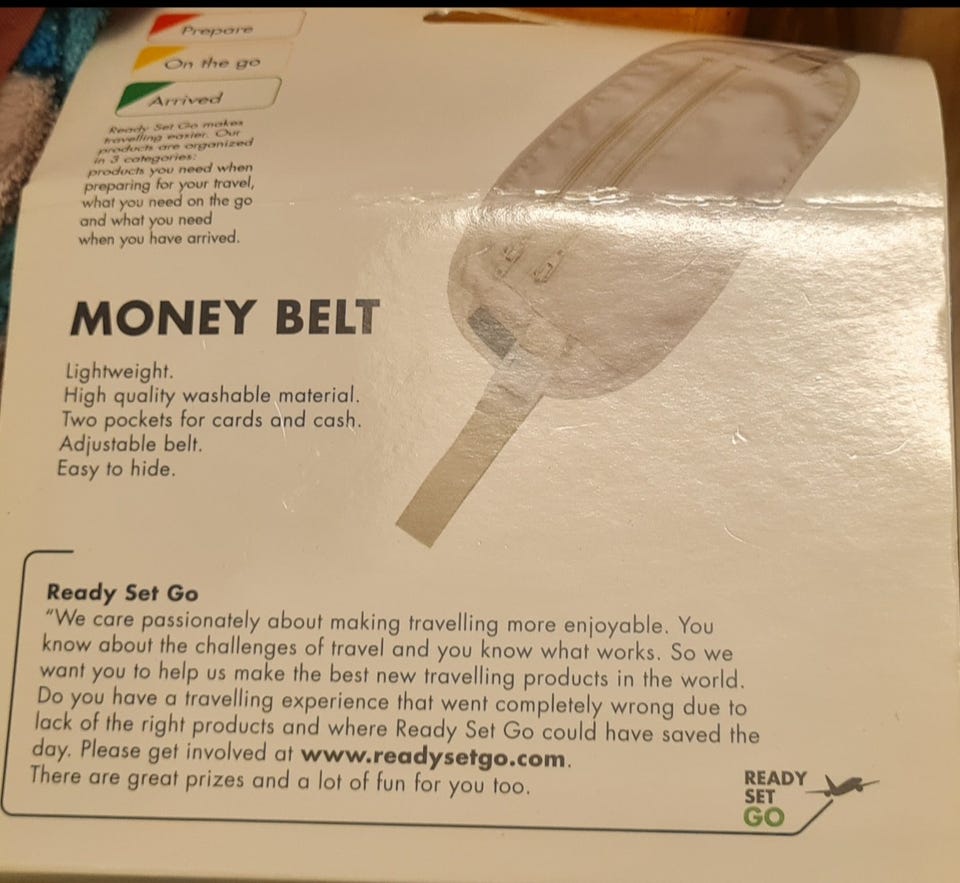 Prepare
On the go
Arrived
Ready Set Go makes
travelling easier. Our
products are organized
in 3 categories:
products you need when
preparing for your travel,
what you need on the go
and what you need
when you have arrived.
MONEY BELT
Lightweight.
High quality washable material.
Two pockets for cards and cash.
Adjustable belt.
Easy to hide.
Ready Set Go
“We care passionately about making travelling more enjoyable. You
know about the challenges of travel and you know what works. So we
want you to help us make the best new travelling products in the world.
Do you have a travelling experience that went completely wrong due to
lack of the right products and where Ready Set Go could have saved the
day. Please get involved at www.readysetgo.com.
There are great prizes and a lot of fun for you too.
READY
SET
GO